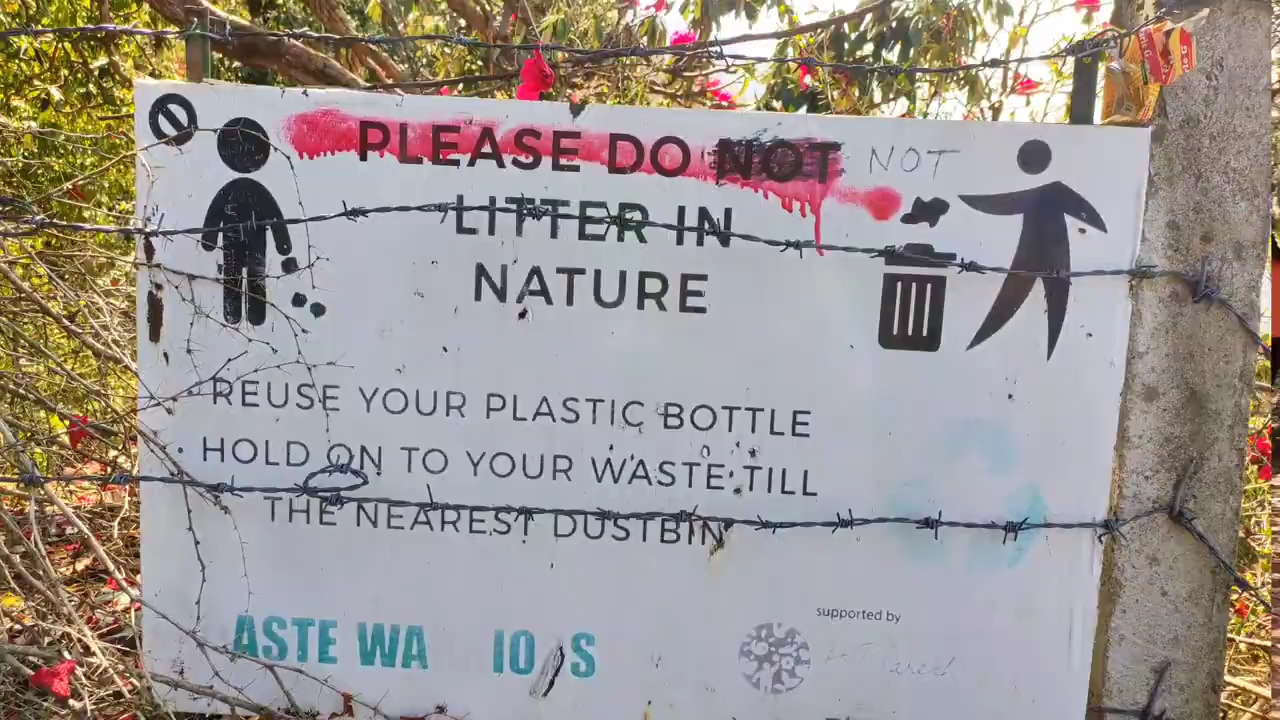 PLEASE DO NOT NOT
LITTER IN
NATURE
· REUSE YOUR PLASTIC BOTTLE
· HOLD ON TO YOUR WASTE TILL
THE NEAREST DUSTBIN
supported by
ASTE WA IO S